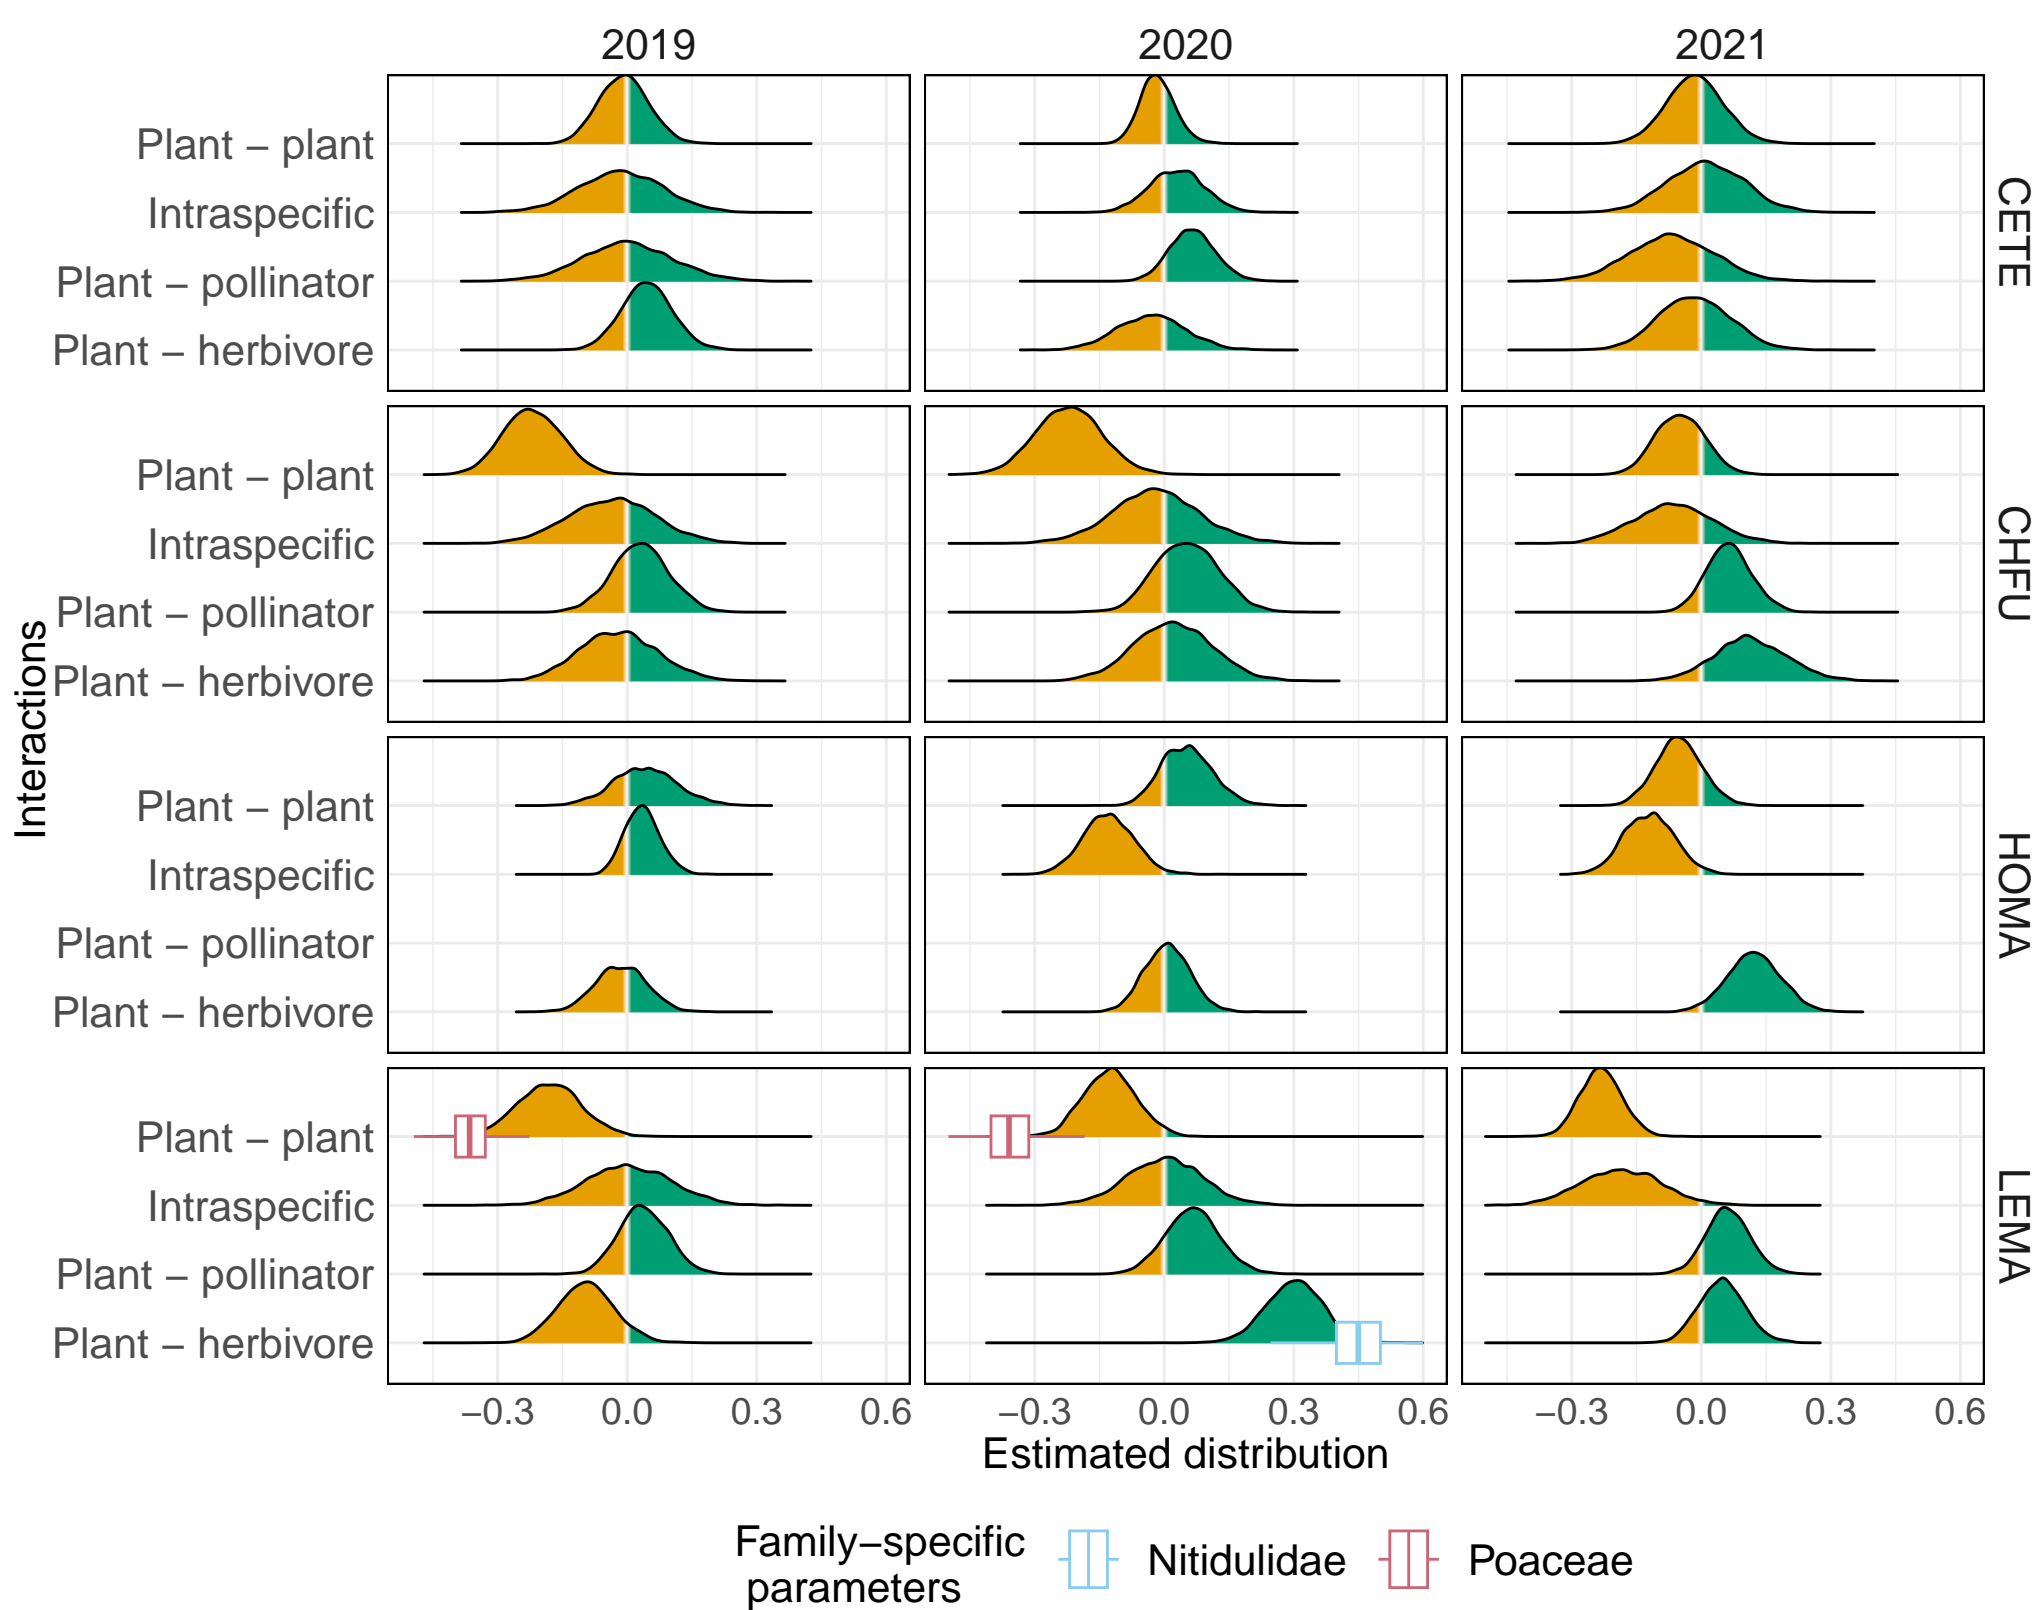 2019 2020 2021
Plant – plant
Intraspecific
Plant – pollinator
Plant – herbivore
CETE
Plant – plant
Intraspecific
Plant – pollinator
Plant – herbivore
CHFU
Interactions
Plant – plant
Intraspecific
Plant – pollinator
Plant – herbivore
HOMA
Plant – plant
Intraspecific
Plant – pollinator
Plant – herbivore
LEMA
−0.3 0.0 0.3 0.6 −0.3 0.0 0.3 0.6 −0.3 0.0 0.3 0.6
Estimated distribution
Family−specific
parameters
Nitidulidae
Poaceae